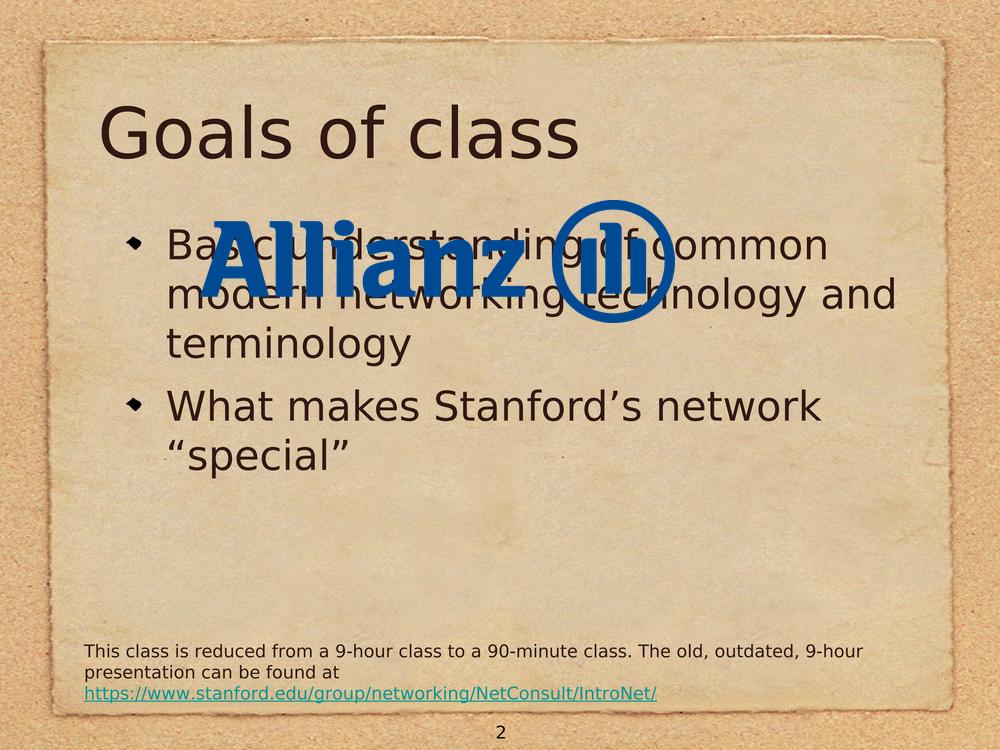 Goals of class
Allianz
Basic understanding of common
modern networking technology and
terminology
What makes Stanford’s network
“special”
This class is reduced from a 9-hour class to a 90-minute class. The old, outdated, 9-hour
presentation can be found at
https://www.stanford.edu/group/networking/NetConsult/IntroNet/
2